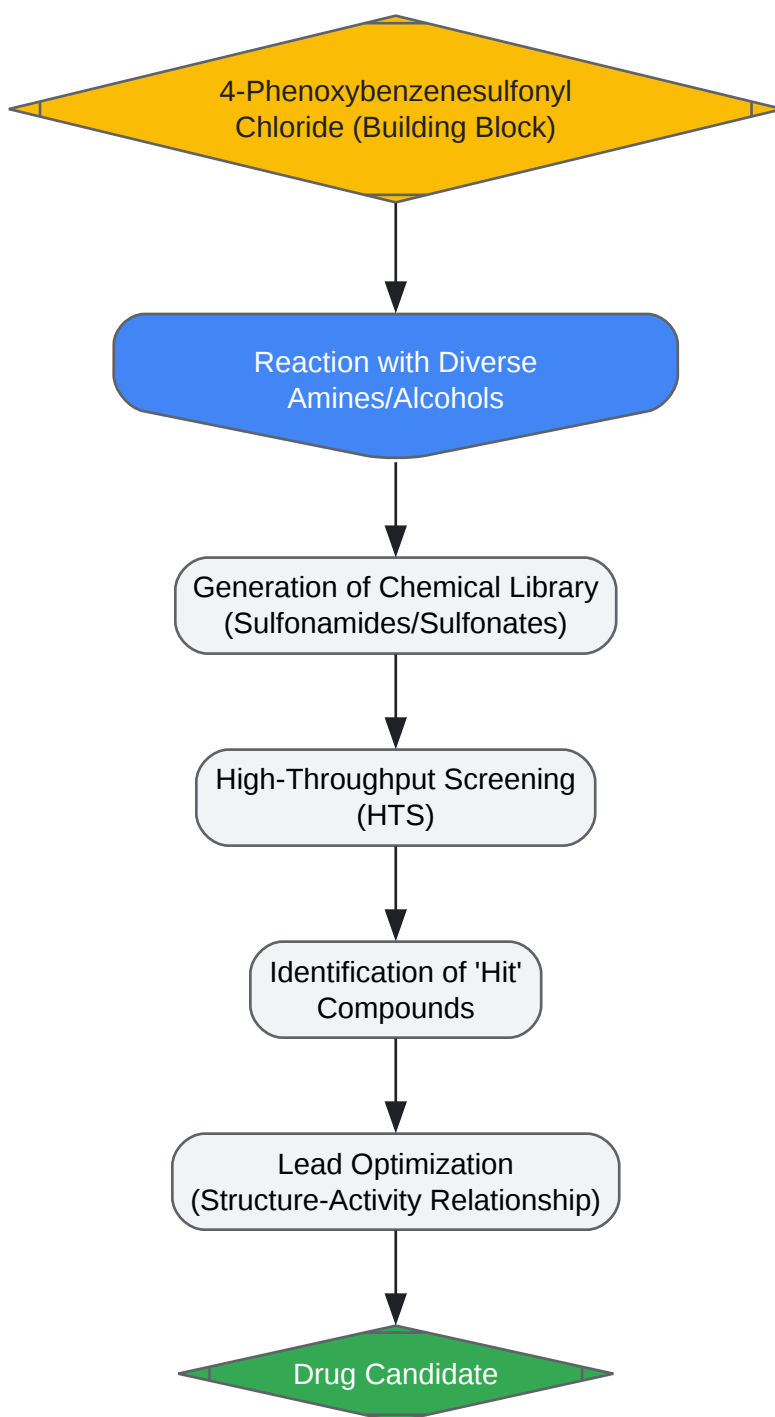 4-Phenoxybenzenesulfonyl
Chloride (Building Block)
Reaction with Diverse
Amines/Alcohols
Generation of Chemical Library
(Sulfonamides/Sulfonates)
High-Throughput Screening
(HTS)
Identification of 'Hit'
Compounds
Lead Optimization
(Structure-Activity Relationship)
Drug Candidate